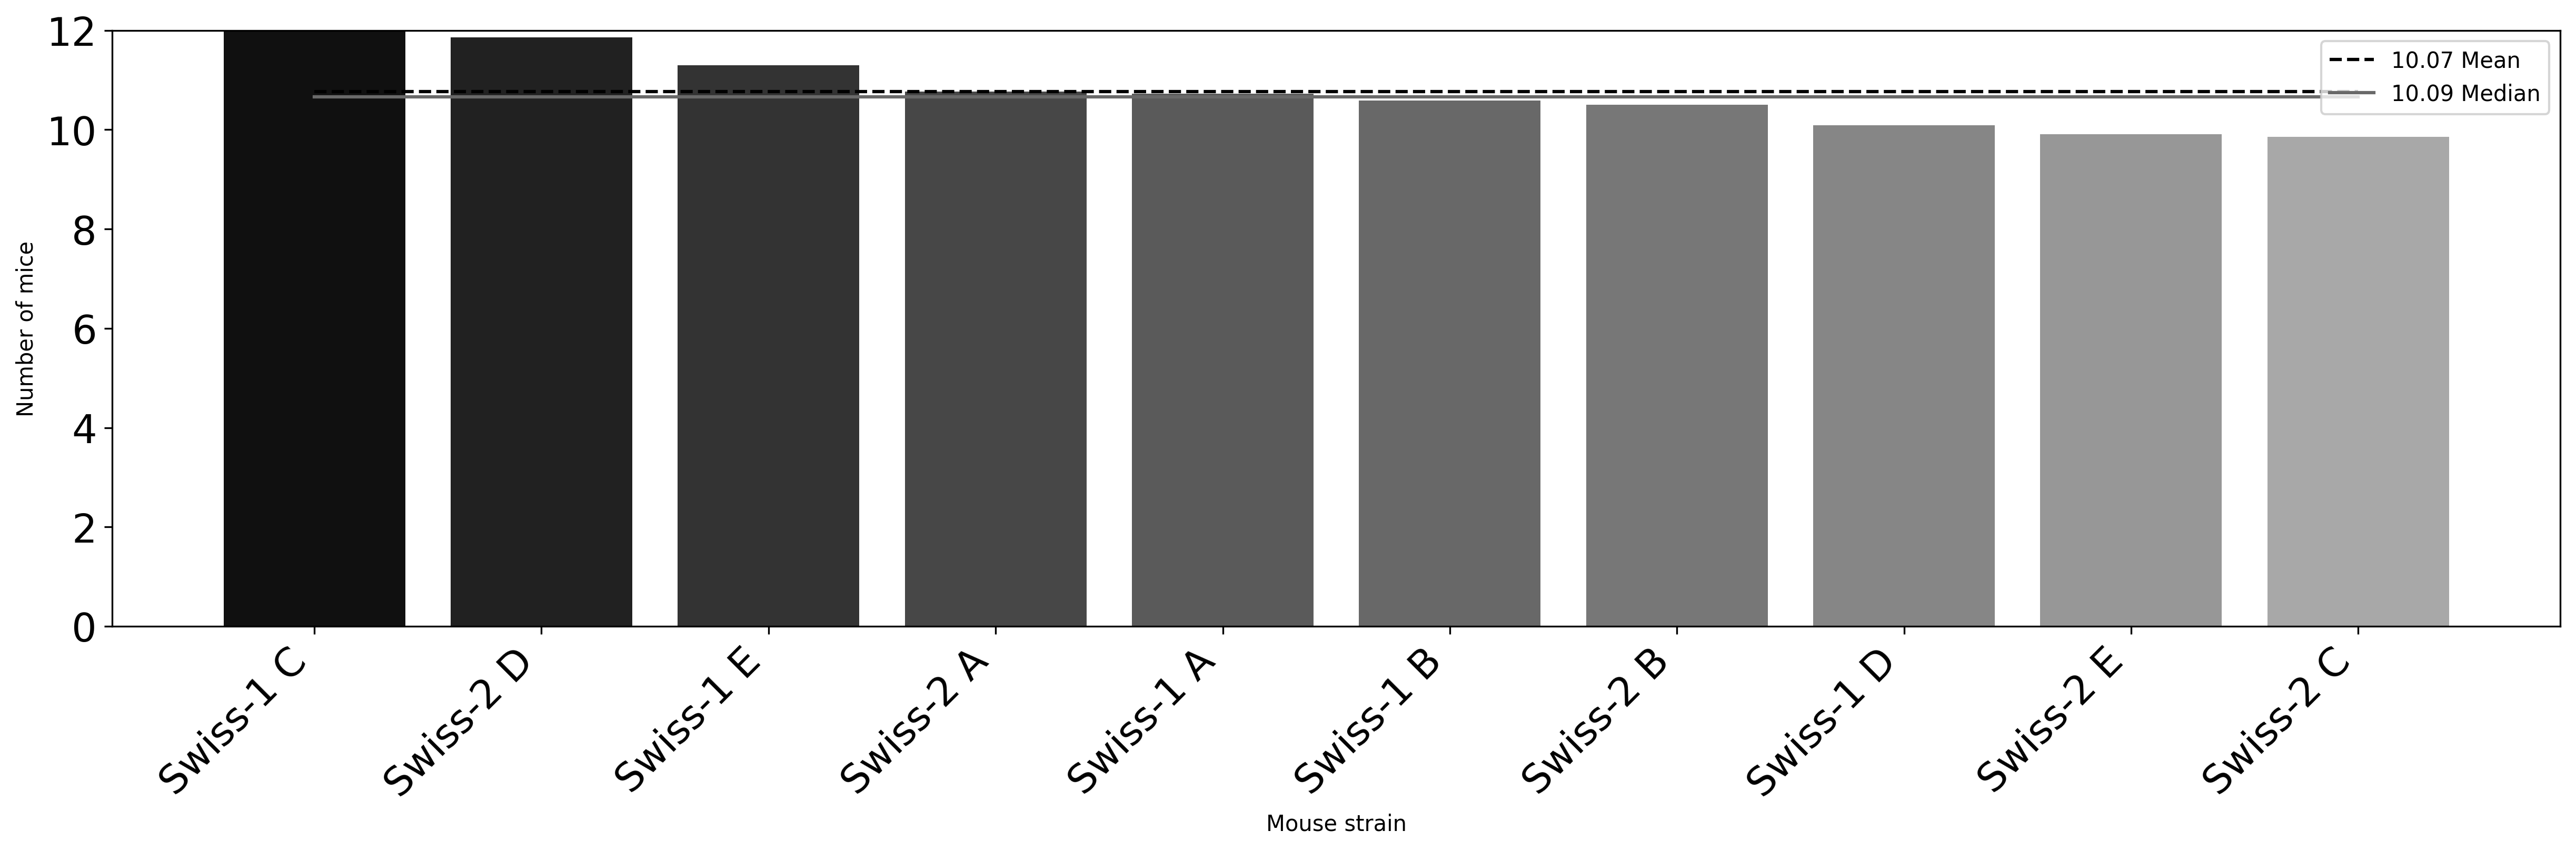 12
10
8
6
4
2
0
Number of mice
10.07 Mean
10.09 Median
Swiss-1 C
Swiss-2 D
Swiss-1 E
Swiss-2 A
Swiss-1 A
Swiss-1 B
Swiss-2 B
Swiss-1 D
Swiss-2 E
Swiss-2 C
Mouse strain